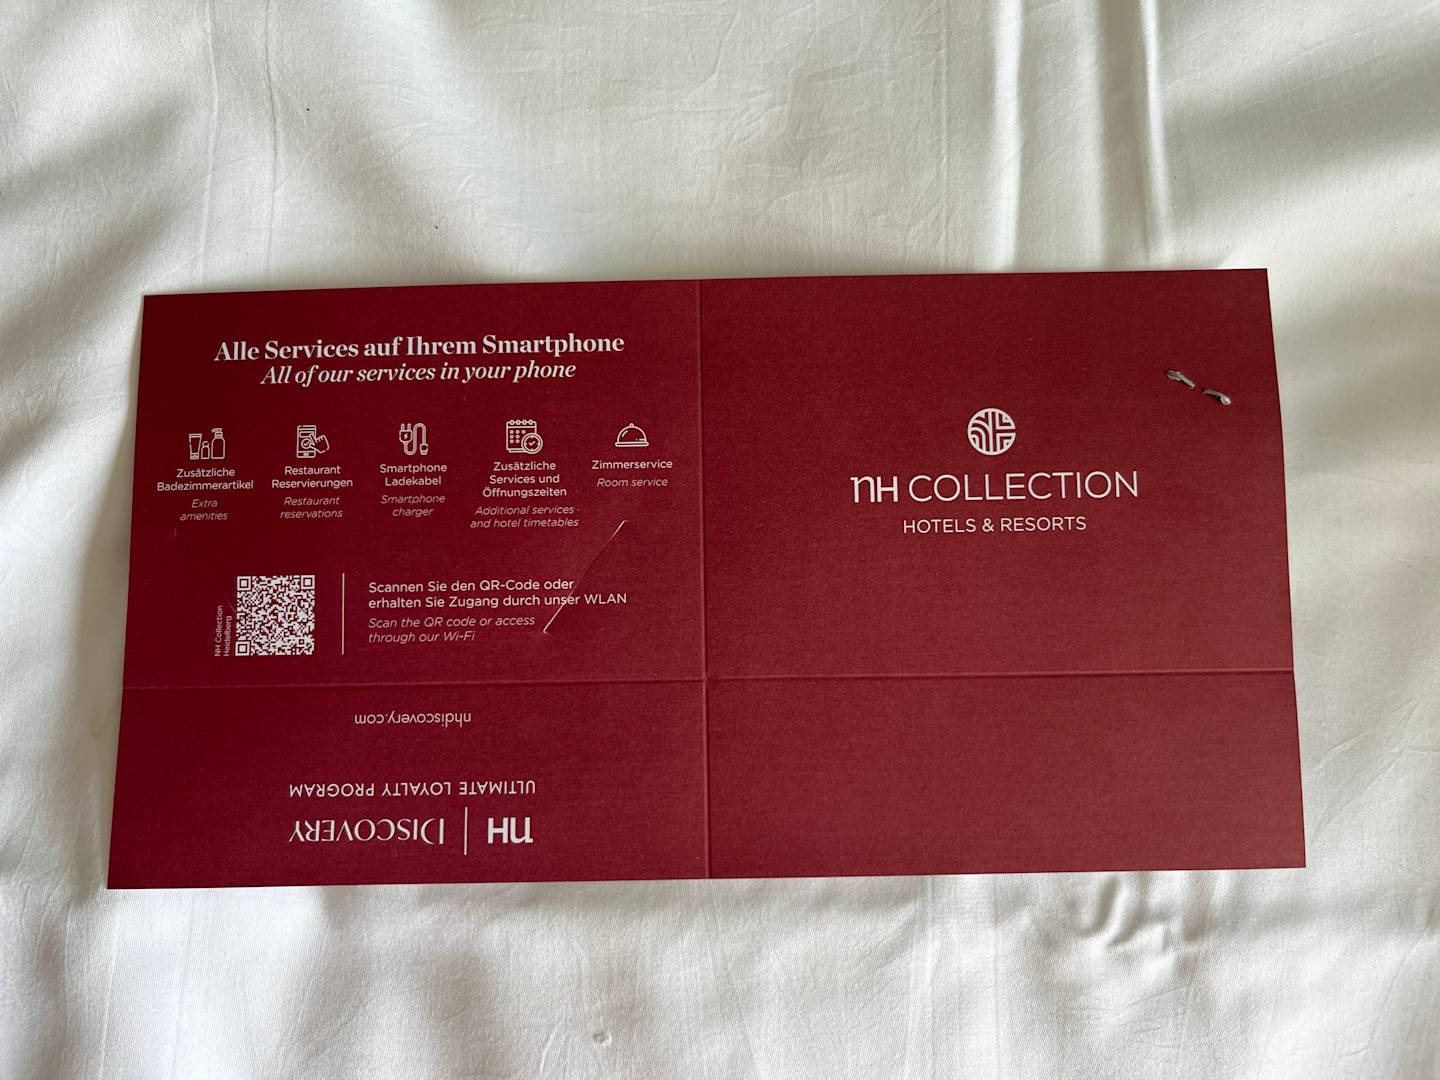 Alle Services auf Ihrem Smartphone
All of our services in your phone
Zusätzliche
Badezimmerartikel
Extra
amenities
Restaurant
Reservierungen
Restaurant
reservations
Smartphone
Ladekabel
Smartphone
charger
Zusätzliche
Services und
Öffnungszeiten
Additional services
and hotel timetables
Zimmerservice
Room service
NH Collection
Heidelberg
Scannen Sie den QR-Code oder
erhalten Sie Zugang durch unser WLAN
Scan the QR code or access
through our Wi-Fi
NH COLLECTION
HOTELS & RESORTS
NH | DISCOVERY
ULTIMATE LOYALTY PROGRAM
nhdiscovery.com